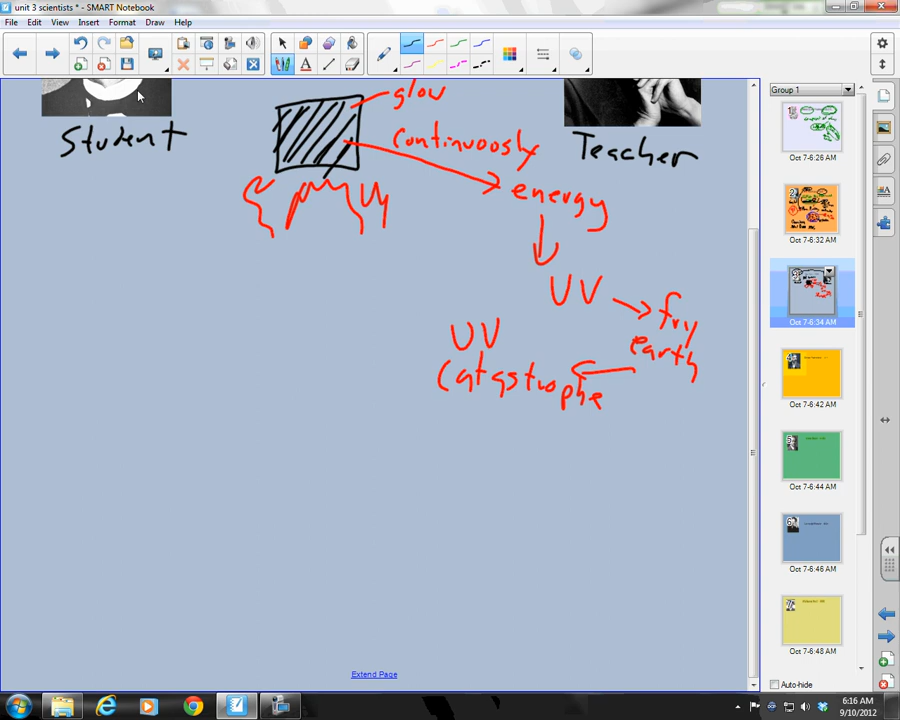 unit 3 scientists * - SMART Notebook
File Edit View Insert Format Draw Help
Group 1
glow
Student
continuously
Teacher
energy
UV
fry
earth
UV
Catastrophe
Extend Page
Oct 7-6:26 AM
Oct 7-6:32 AM
Oct 7-6:34 AM
Oct 7-6:42 AM
Oct 7-6:44 AM
Oct 7-6:46 AM
Oct 7-6:48 AM
Auto-hide
6:16 AM
9/10/2012